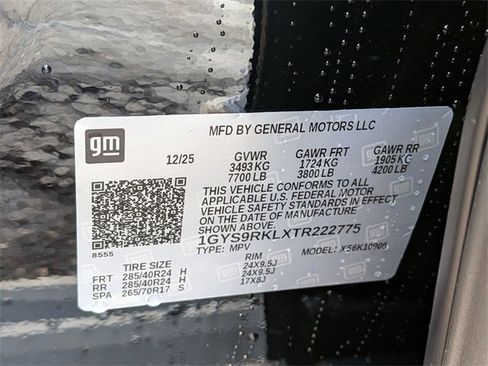 gm
MFD BY GENERAL MOTORS LLC
12/25 GVWR GAWR FRT GAWR RR
3493KG 1724 KG 1905 KG
7700 LB 3800 LB 4200 LB
THIS VEHICLE CONFORMS TO ALL
APPLICABLE U.S. FEDERAL MOTOR
VEHICLE SAFETY STANDARDS IN EFFECT
ON THE DATE OF MANUFACTURE
SHOWN ABOVE.
1GYS9RKLXTR222775
8555 TYPE: MPV MODEL: X56K10906
TIRE SIZE RIM
FRT 285/40R24 H 24X9.5J
RR 285/40R24 H 24X9.5J
SPA 265/70R17 S 17X8J